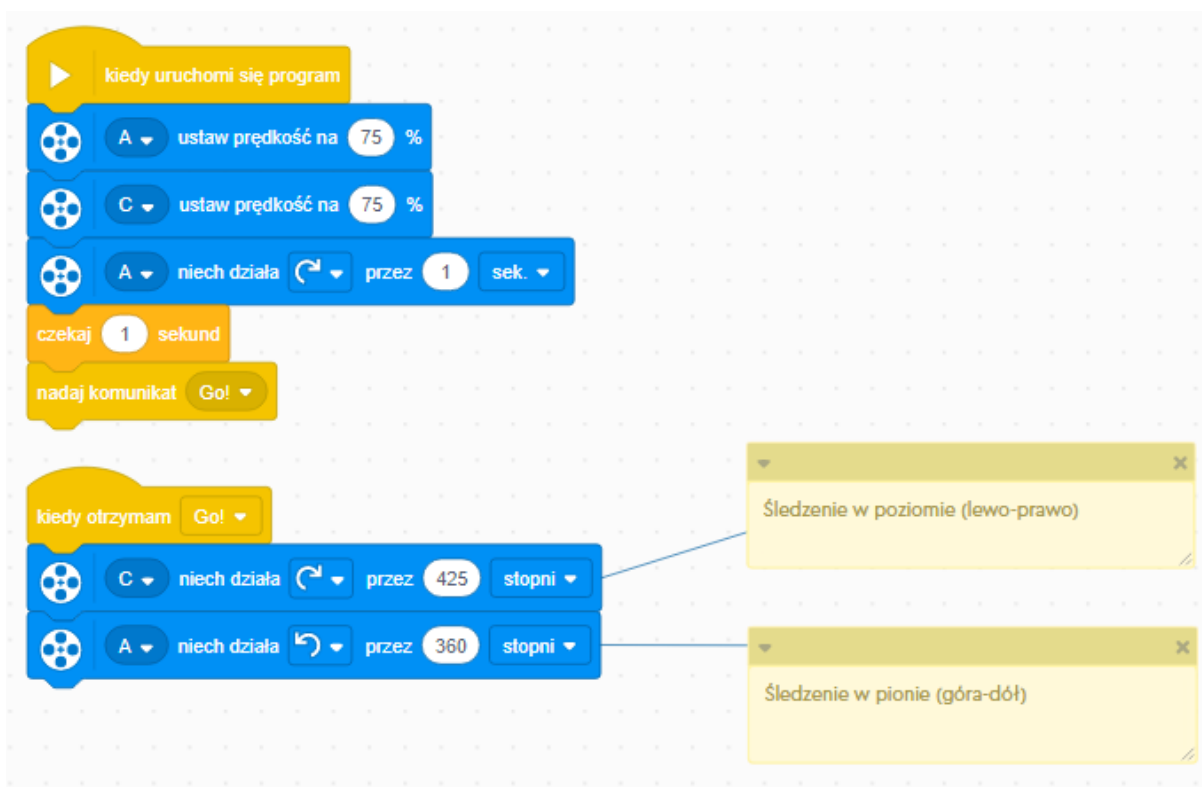 kiedy uruchomi się program
A ustaw prędkość na 75 %
C ustaw prędkość na 75 %
A niech działa przez 1 sek.
czekaj 1 sekund
nadaj komunikat Go!
kiedy otrzymam Go!
C niech działa przez 425 stopni
A niech działa przez 360 stopni
Śledzenie w poziomie (lewo-prawo)
Śledzenie w pionie (góra-dół)